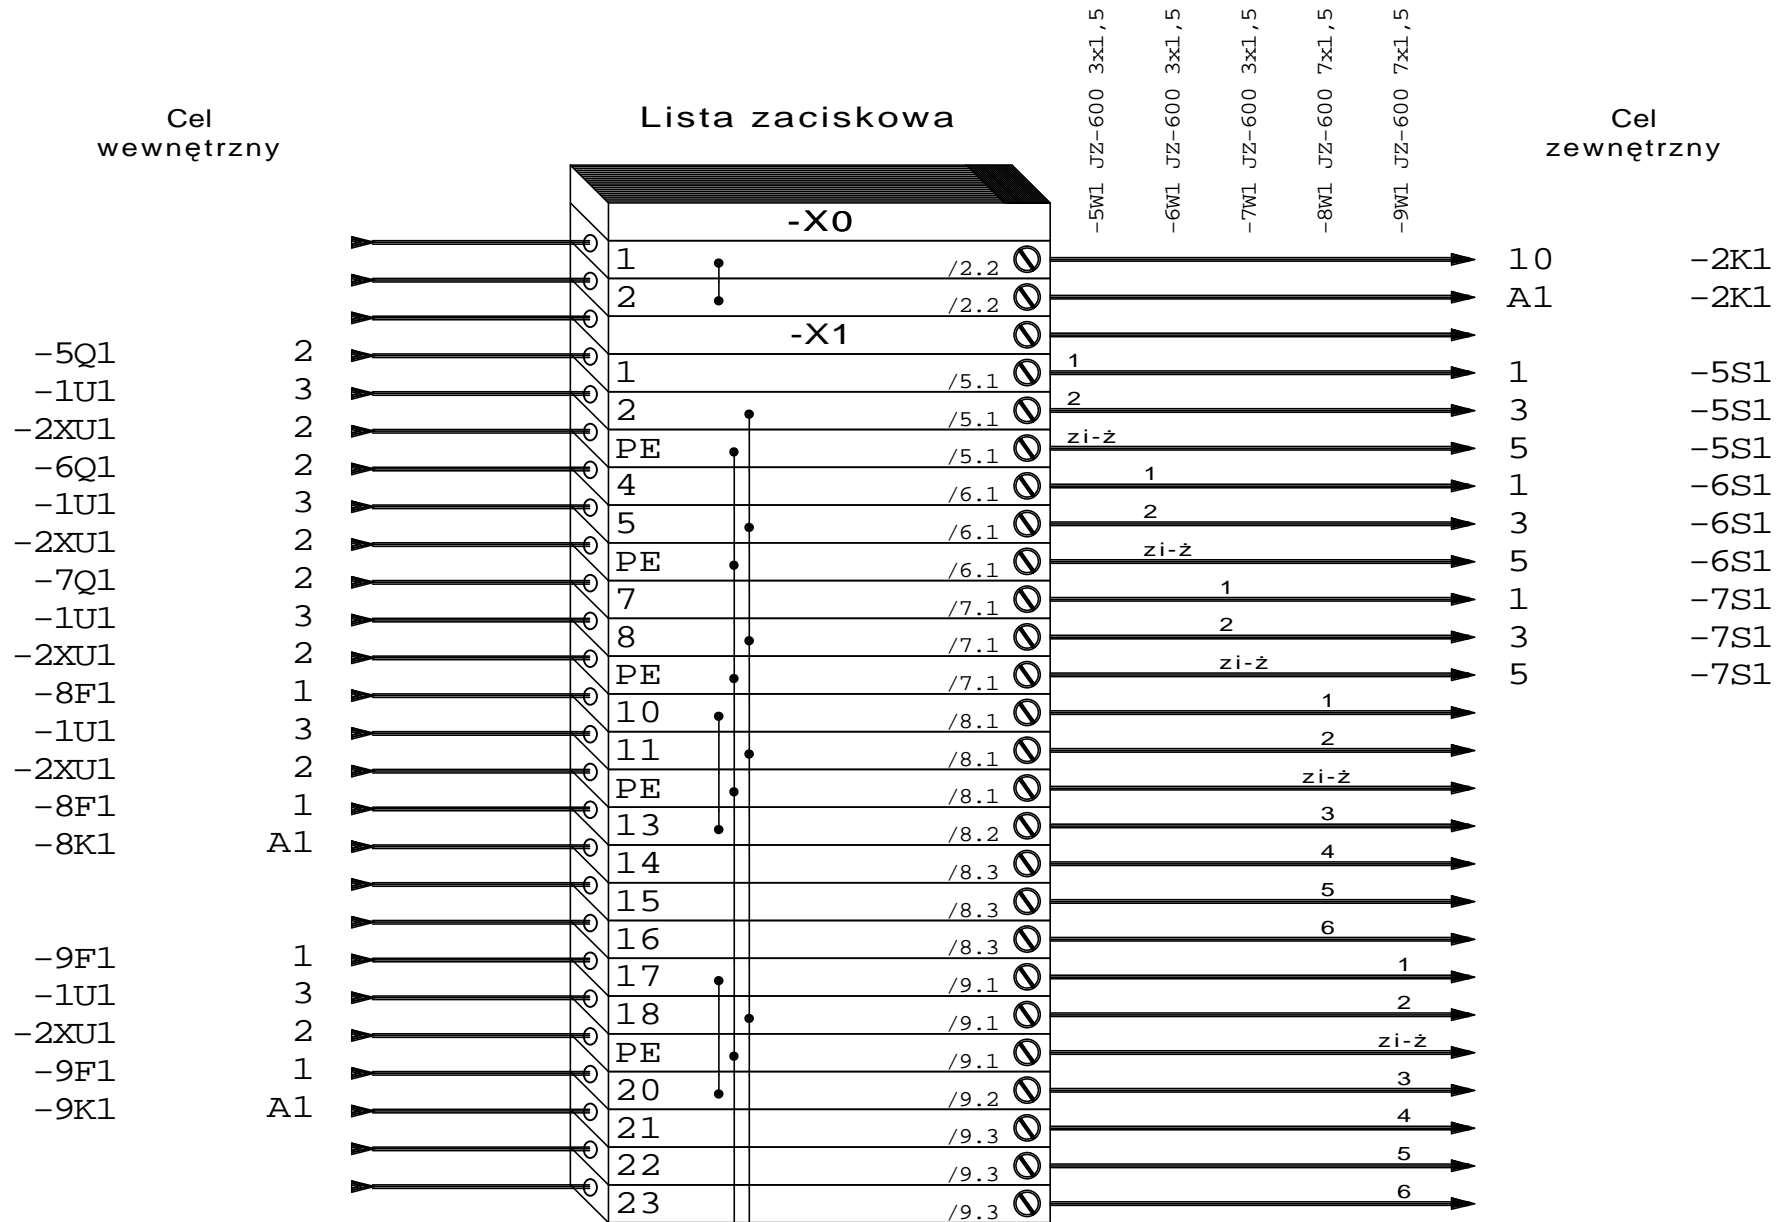 -5W1 JZ-600 3x1,5
-6W1 JZ-600 3x1,5
-7W1 JZ-600 3x1,5
-8W1 JZ-600 7x1,5
-9W1 JZ-600 7x1,5
Cel wewnętrzny
Lista zaciskowa
Cel zewnętrzny
-X0
1 /2.2 10 -2K1
2 /2.2 A1 -2K1
-X1
-5Q1 2 1 /5.1 1 1 -5S1
-1U1 3 2 /5.1 2 3 -5S1
-2XU1 2 PE /5.1 zi-ż 5 -5S1
-6Q1 2 4 /6.1 1 1 -6S1
-1U1 3 5 /6.1 2 3 -6S1
-2XU1 2 PE /6.1 zi-ż 5 -6S1
-7Q1 2 7 /7.1 1 1 -7S1
-1U1 3 8 /7.1 2 3 -7S1
-2XU1 2 PE /7.1 zi-ż 5 -7S1
-8F1 1 10 /8.1 1
-1U1 3 11 /8.1 2
-2XU1 2 PE /8.1 zi-ż
-8F1 1 13 /8.2 3
-8K1 A1 14 /8.3 4
15 /8.3 5
16 /8.3 6
-9F1 1 17 /9.1 1
-1U1 3 18 /9.1 2
-2XU1 2 PE /9.1 zi-ż
-9F1 1 20 /9.2 3
-9K1 A1 21 /9.3 4
22 /9.3 5
23 /9.3 6